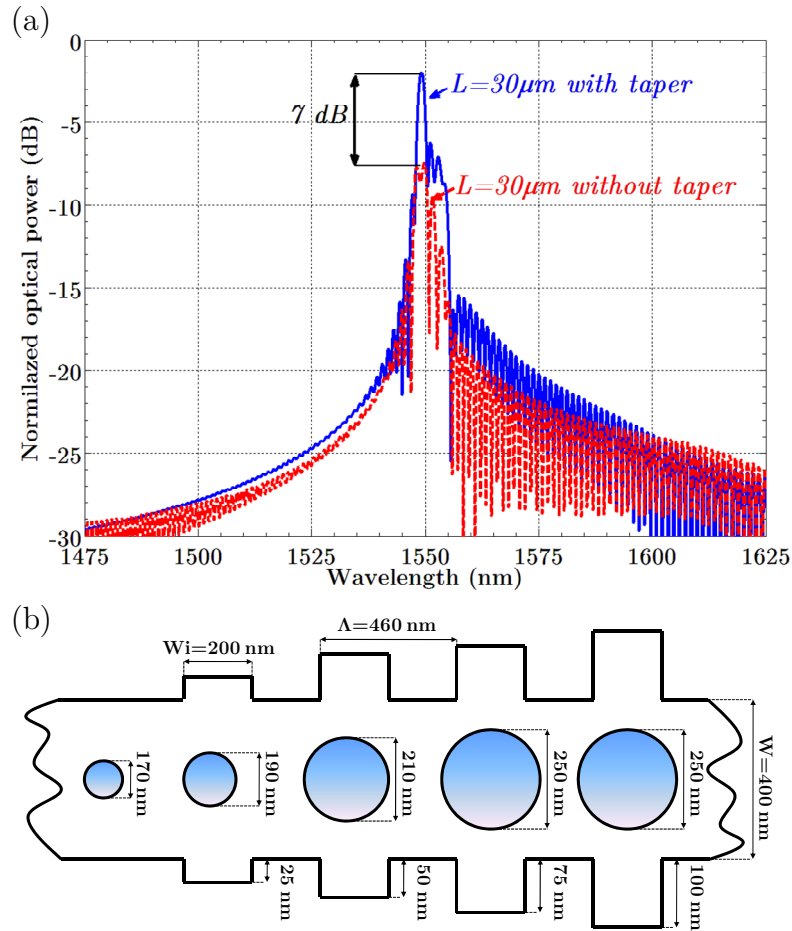 (a)
0
-5
-10
-15
-20
-25
-30
Normilazed optical power (dB)
7 dB
L=30μm with taper
L=30μm without taper
1475
1500
1525
1550
1575
1600
1625
Wavelength (nm)
(b)
Wi=200 nm
Λ=460 nm
170 nm
190 nm
210 nm
250 nm
250 nm
W=400 nm
25 nm
50 nm
75 nm
100 nm